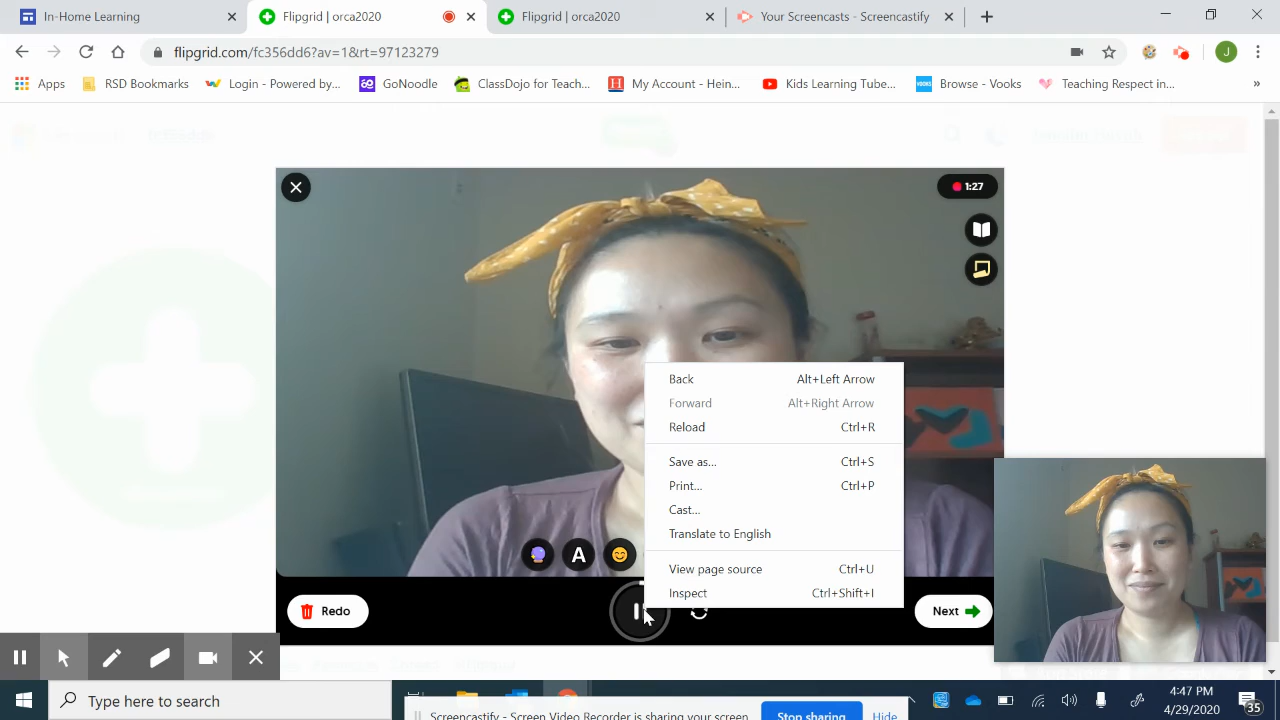 In-Home Learning
Flipgrid | orca2020
Flipgrid | orca2020
Your Screencasts - Screencastify
flipgrid.com/fc356dd6?av=1&rt=97123279
J
Apps
RSD Bookmarks
Login - Powered by...
GoNoodle
ClassDojo for Teach...
My Account - Hein...
Kids Learning Tube...
Browse - Vooks
Teaching Respect in...
»
1:27
Back Alt+Left Arrow
Forward Alt+Right Arrow
Reload Ctrl+R
Save as... Ctrl+S
Print... Ctrl+P
Cast...
Translate to English
View page source Ctrl+U
Inspect Ctrl+Shift+I
A
Redo
Next
Type here to search
Screencastify - Screen Video Recorder is sharing your screen.
Stop sharing
Hide
4:47 PM
4/29/2020
35